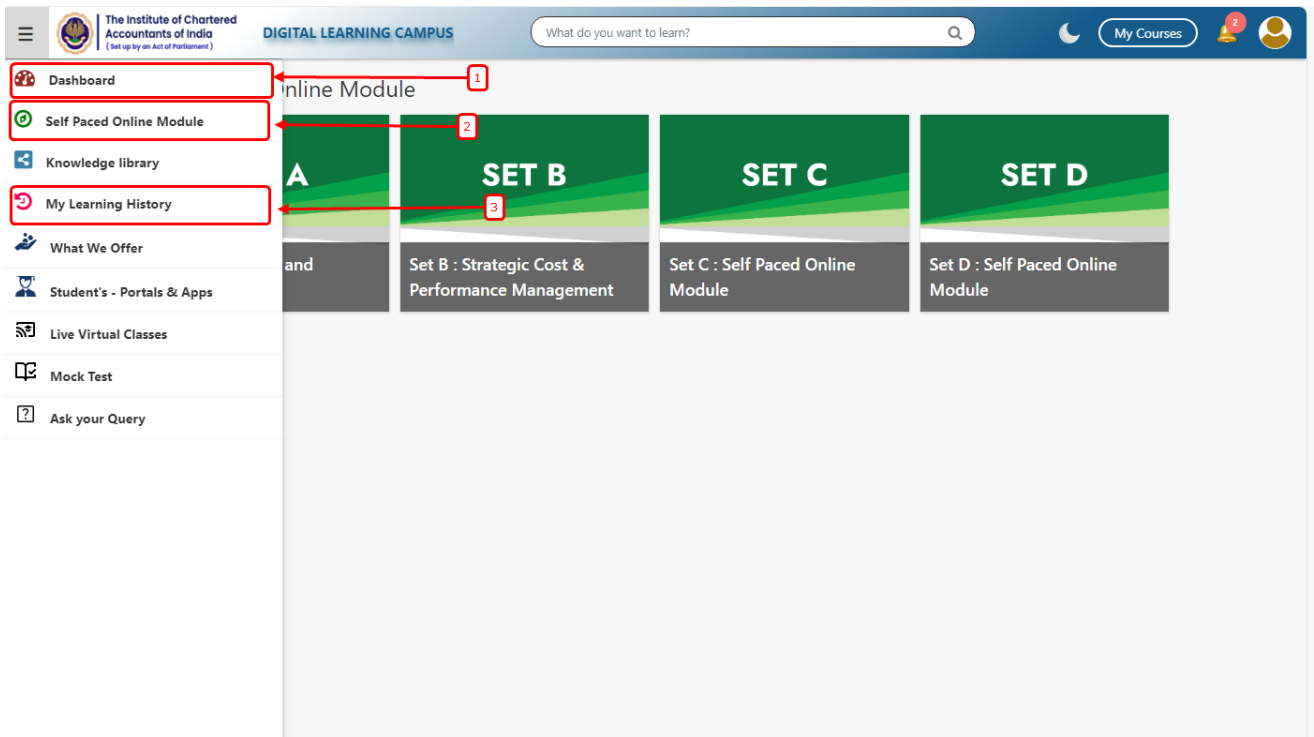 The Institute of Chartered
Accountants of India
( Set up by an Act of Parliament )
DIGITAL LEARNING CAMPUS
What do you want to learn?
My Courses
2
Dashboard
1
Self Paced Online Module
2
Knowledge library
My Learning History
3
What We Offer
Student's - Portals & Apps
Live Virtual Classes
Mock Test
Ask your Query
nline Module
A
and
SET B
Set B : Strategic Cost &
Performance Management
SET C
Set C : Self Paced Online
Module
SET D
Set D : Self Paced Online
Module